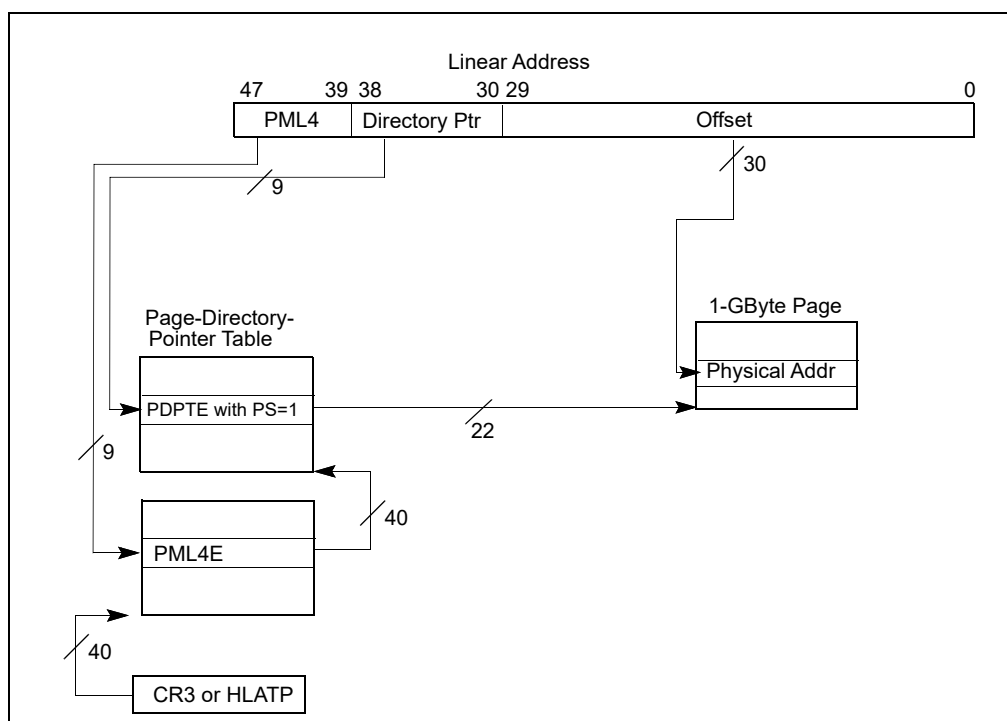 Linear Address
47 39 38 30 29 0
PML4 Directory Ptr Offset
9
30
Page-Directory-
Pointer Table
1-GByte Page
Physical Addr
PDPTE with PS=1
22
9
40
PML4E
40
CR3 or HLATP